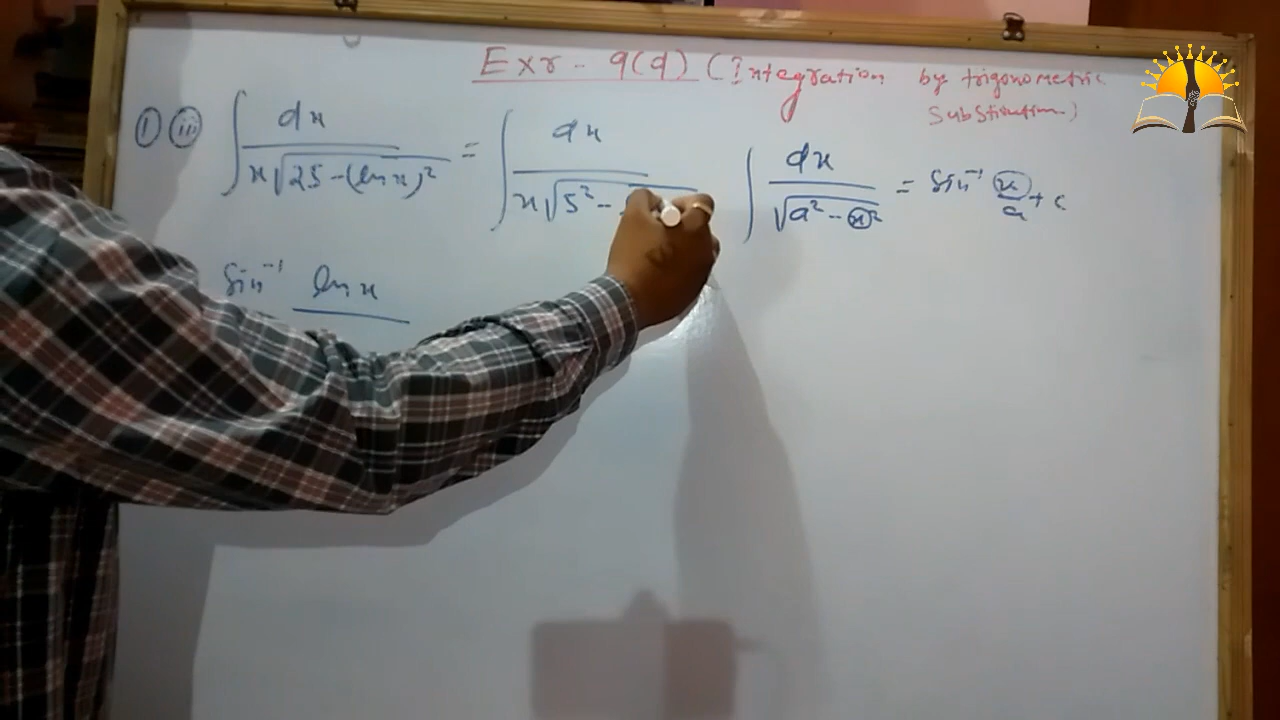 Exr - 9(d) (Integration by trigonometric
Substitution)
① ⓘⓘⓘ ∫ dx / x√(25-(ln x)²) = ∫ dx / x√(5² -
∫ dx / √(a² - x²) = Sin⁻¹ x/a + c
Sin⁻¹ ln x